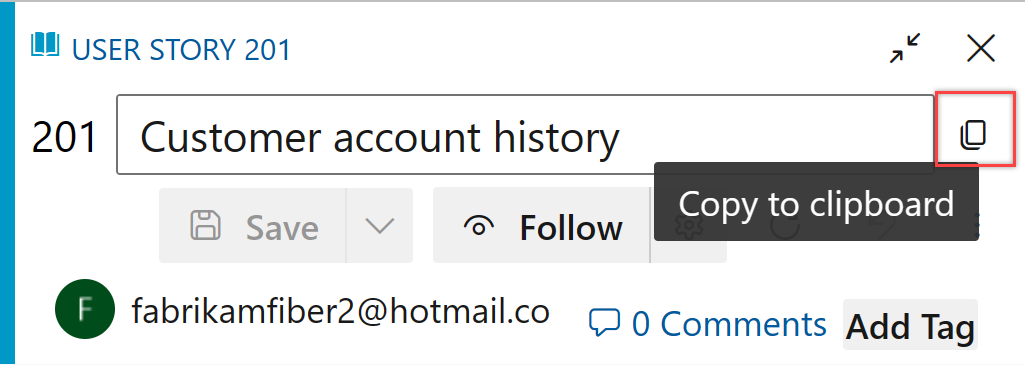 USER STORY 201
201 Customer account history
Copy to clipboard
Save Follow
F fabrikamfiber2@hotmail.co 0 Comments Add Tag